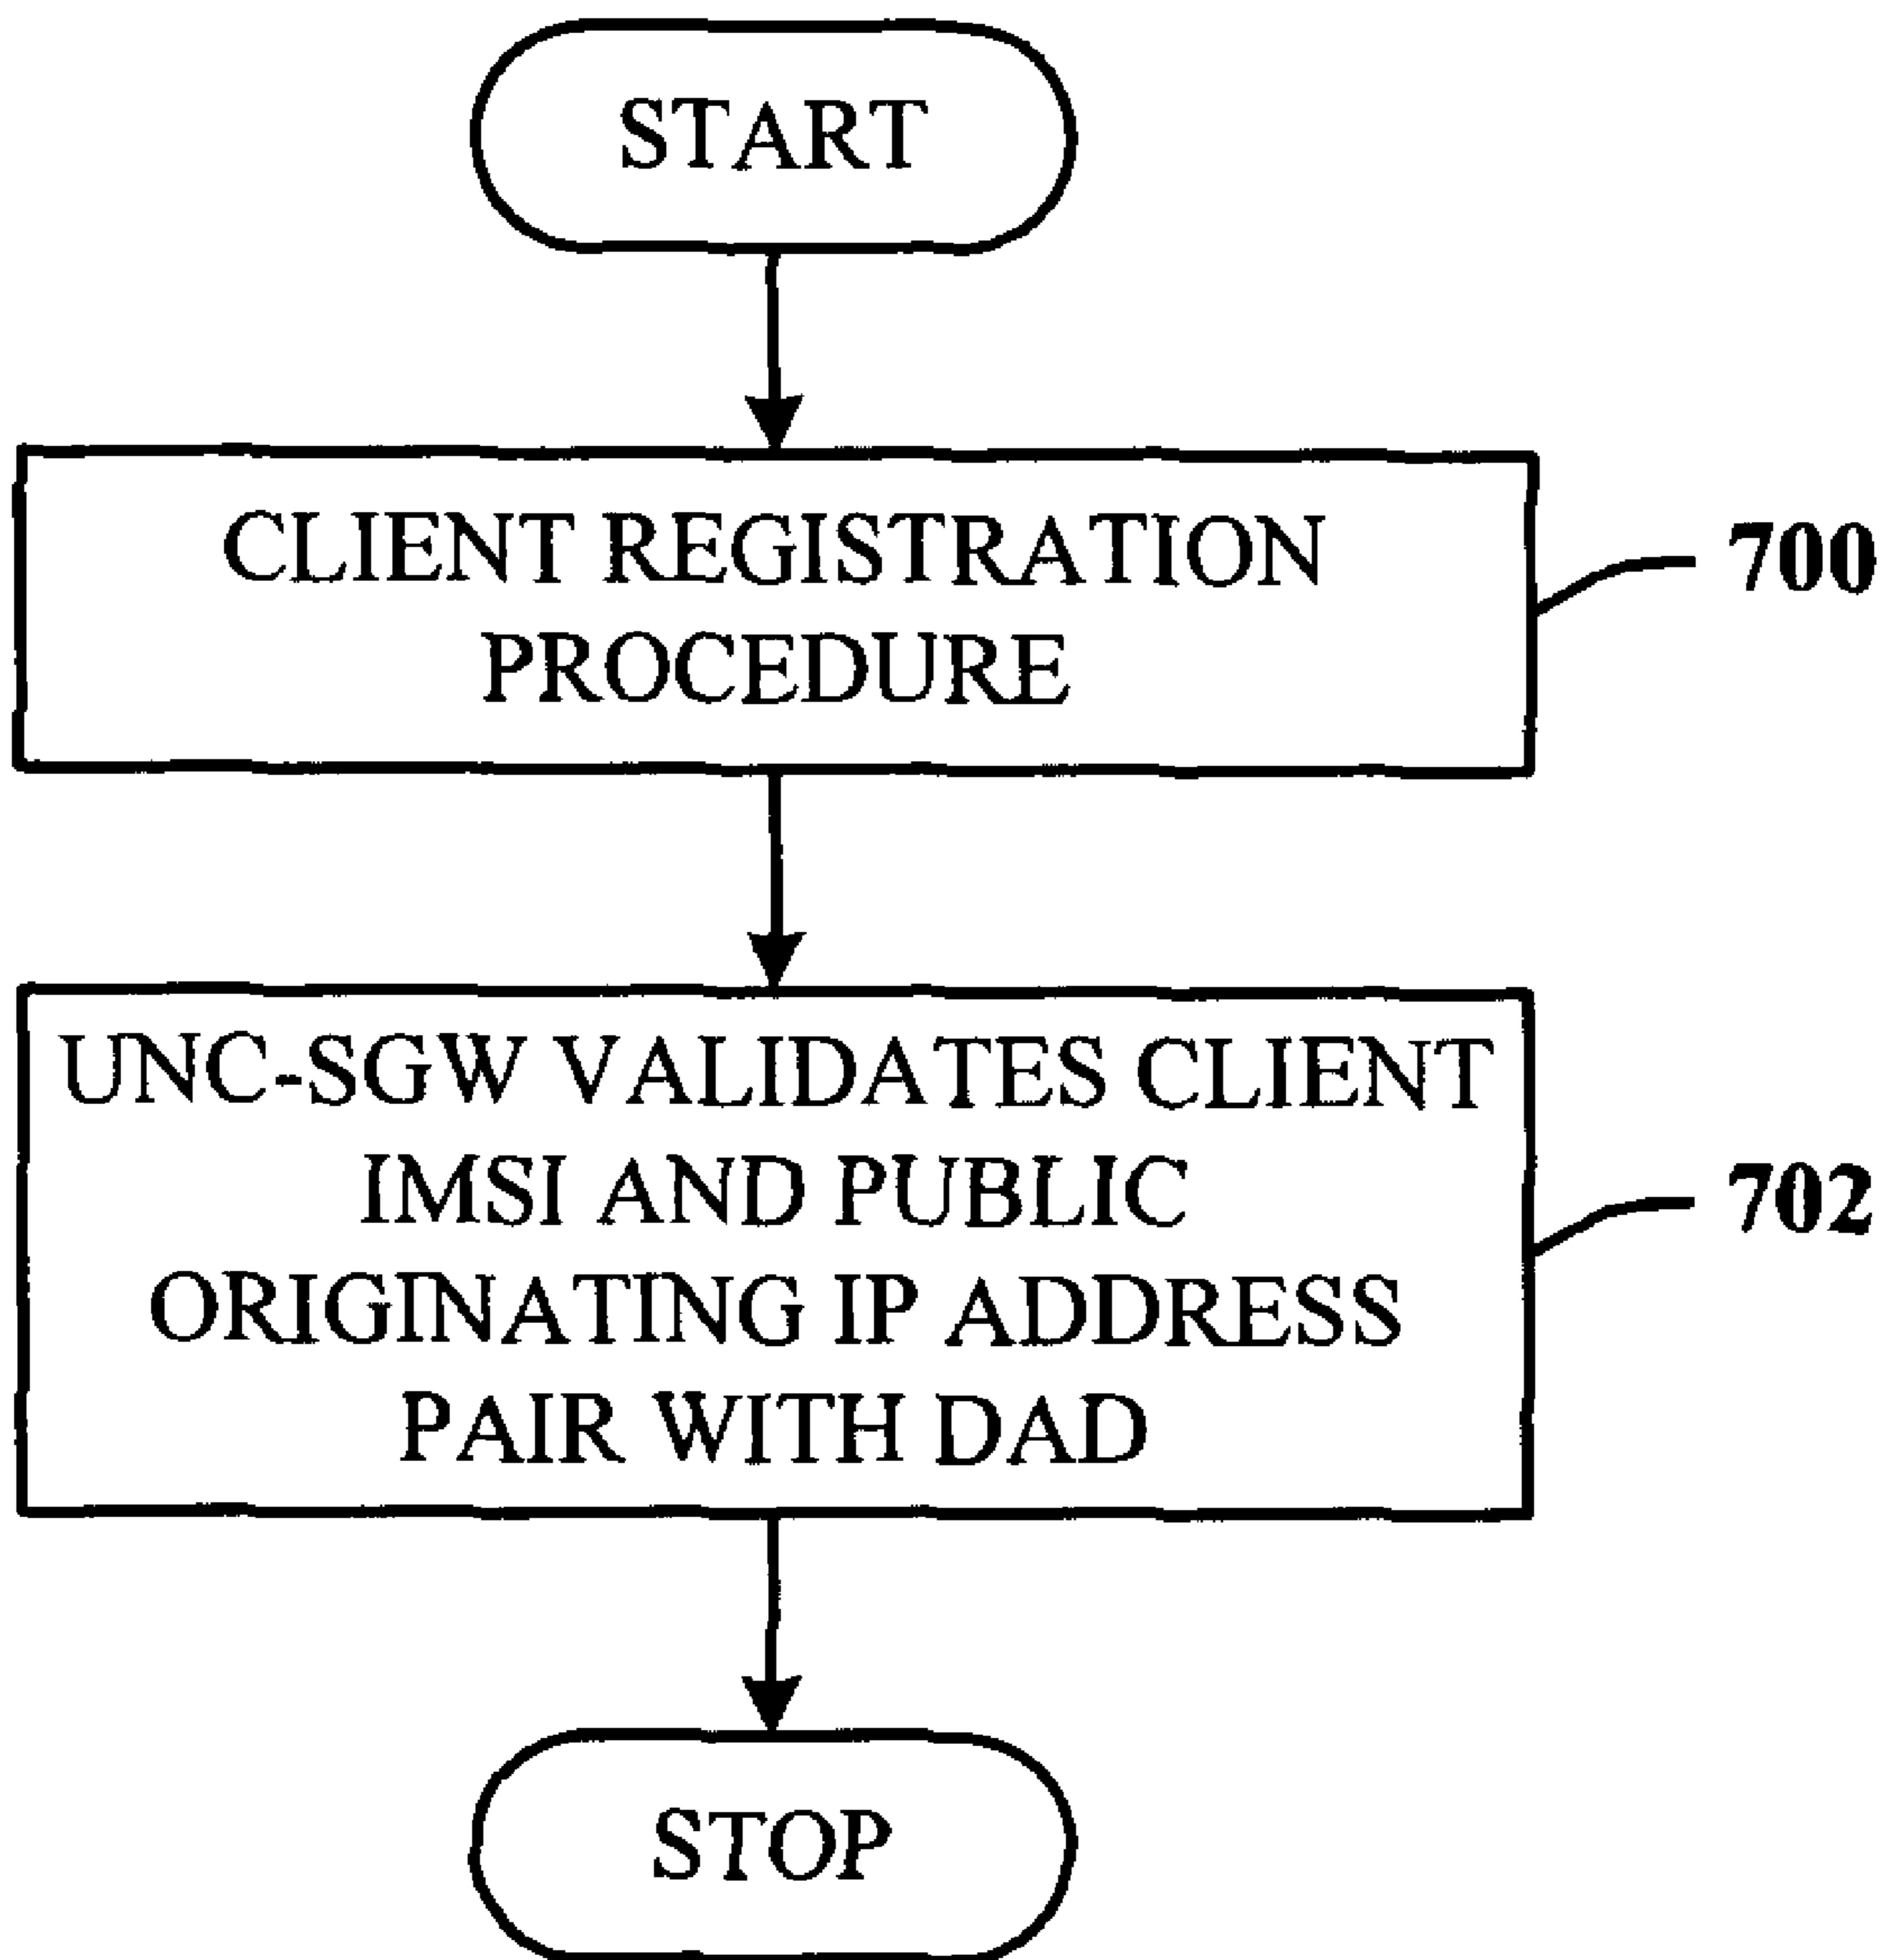 START
CLIENT REGISTRATION
PROCEDURE
700
UNC-SGW VALIDATES CLIENT
IMSI AND PUBLIC
ORIGINATING IP ADDRESS
PAIR WITH DAD
702
STOP